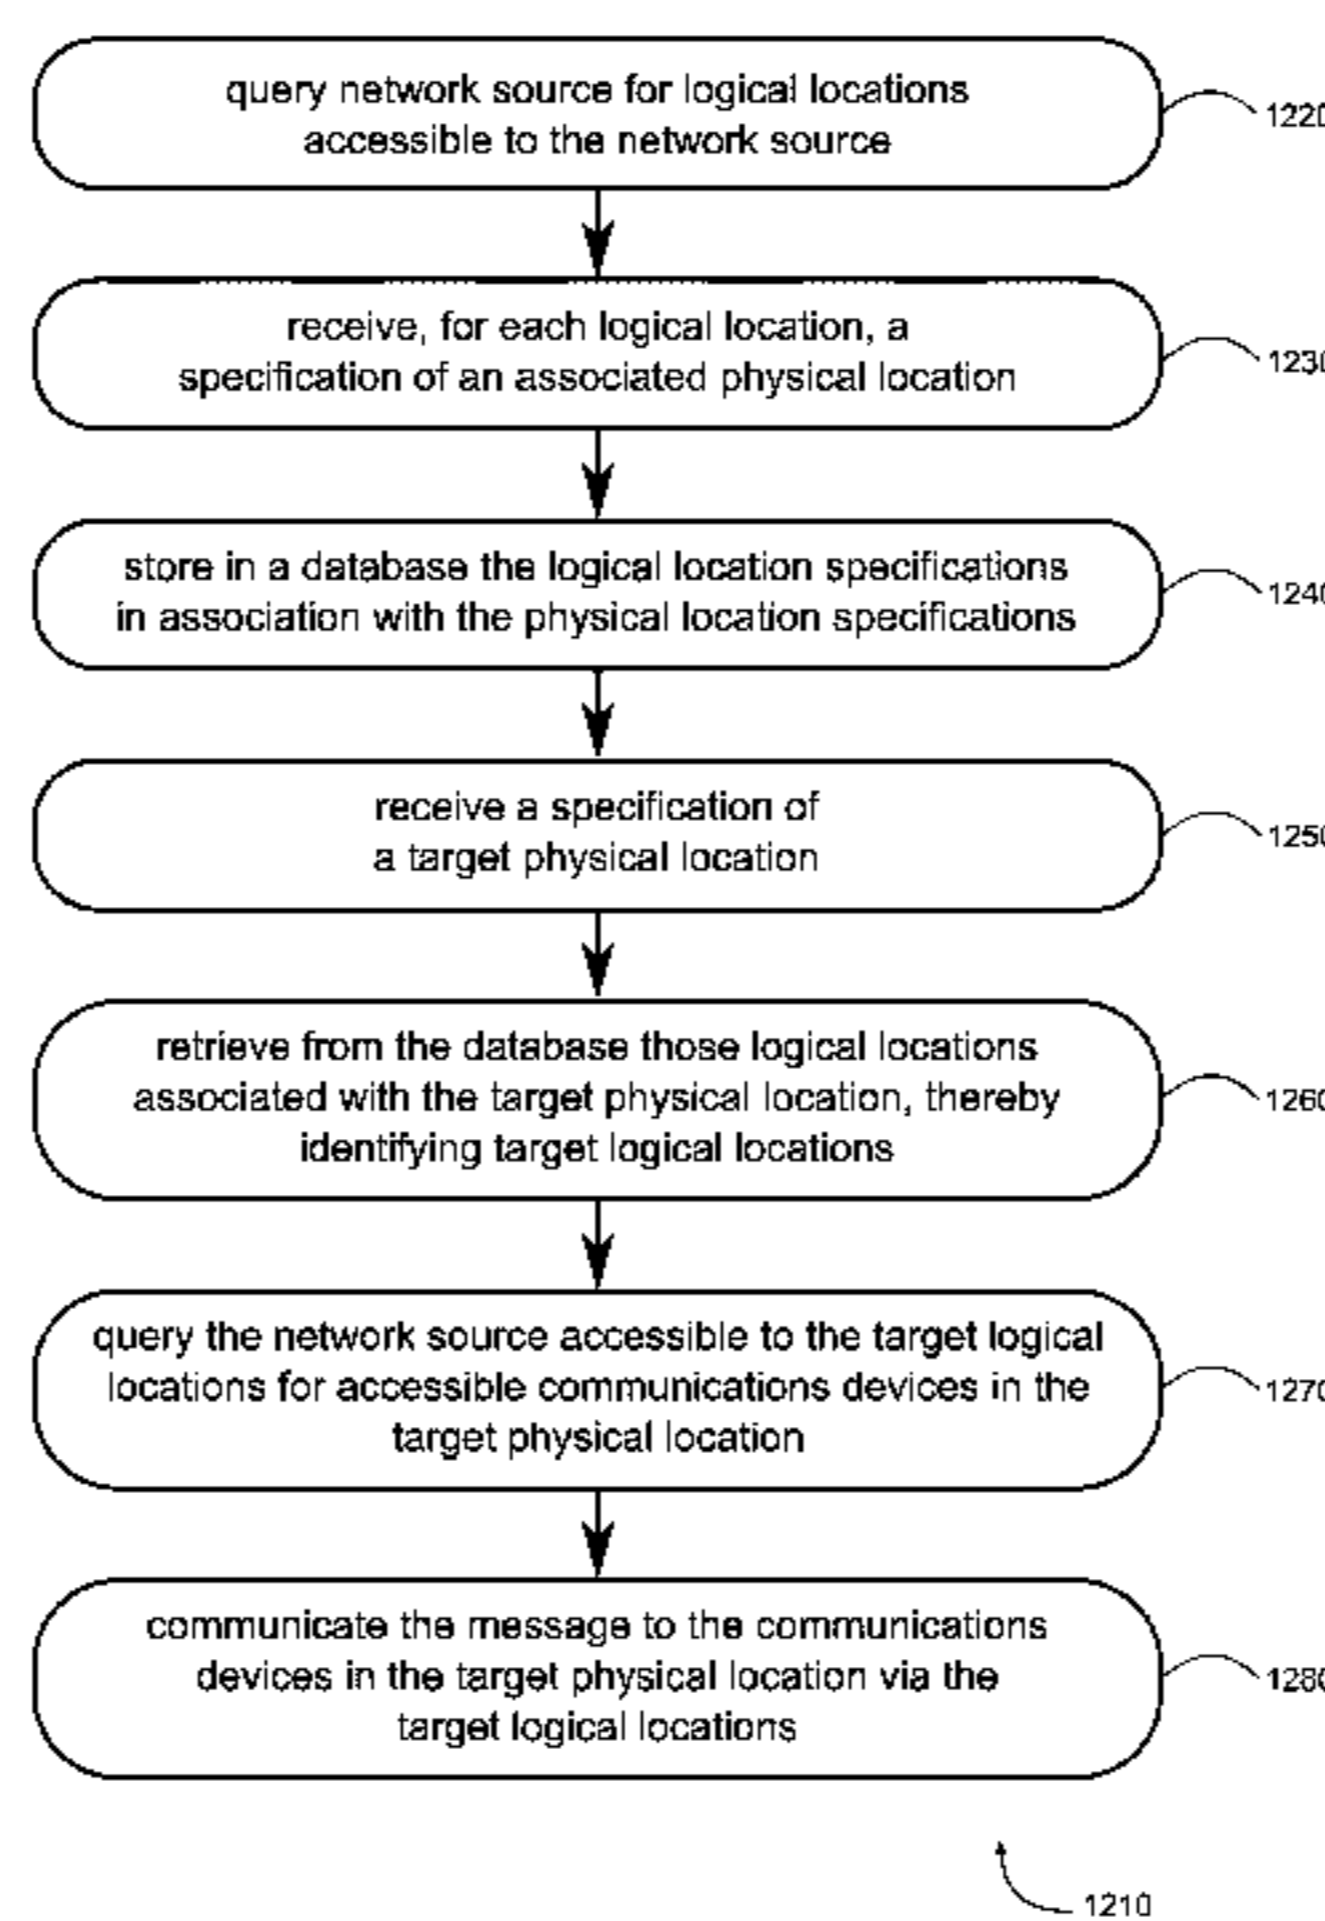 query network source for logical locations
accessible to the network source
1220
receive, for each logical location, a
specification of an associated physical location
1230
store in a database the logical location specifications
in association with the physical location specifications
1240
receive a specification of
a target physical location
1250
retrieve from the database those logical locations
associated with the target physical location, thereby
identifying target logical locations
1260
query the network source accessible to the target logical
locations for accessible communications devices in the
target physical location
1270
communicate the message to the communications
devices in the target physical location via the
target logical locations
1280
1210